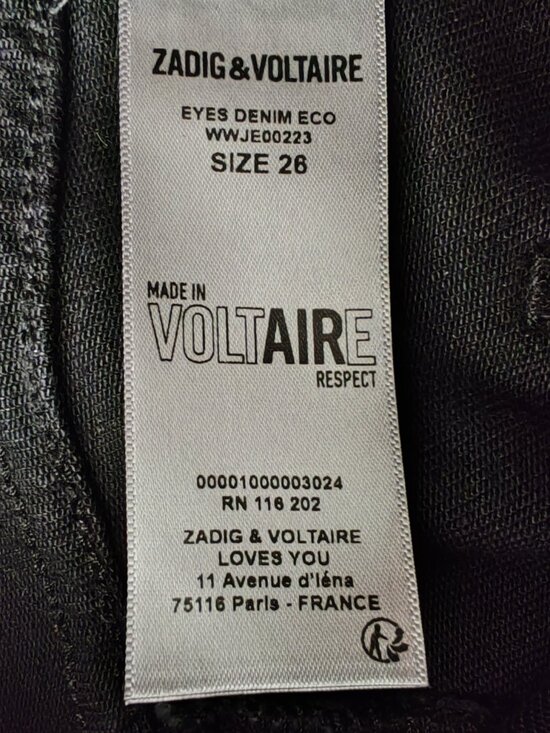 ZADIG&VOLTAIRE
EYES DENIM ECO
WWJE00223
SIZE 26
MADE IN
VOLTAIRE
RESPECT
00001000003024
RN 116 202
ZADIG & VOLTAIRE
LOVES YOU
11 Avenue d'Iéna
75116 Paris - FRANCE